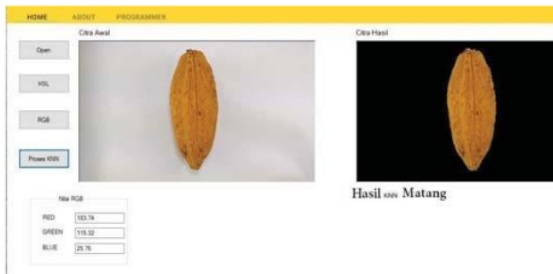 HOME ABOUT PROGRAMMER
Citra Awal Citra Hasil
Open
HSL
RGB
Proses KNN
Hasil KNN Matang
Nilai RGB
RED 183.74
GREEN 115.32
BLUE 25.76